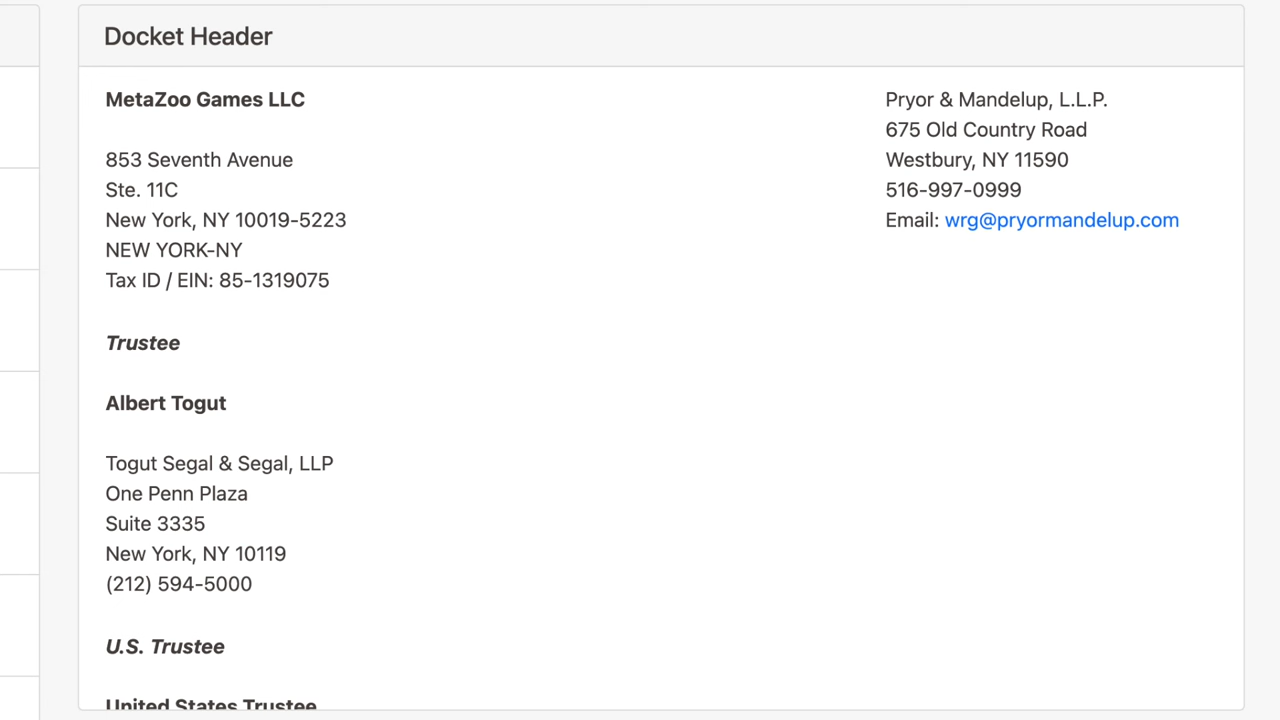 Docket Header
MetaZoo Games LLC
853 Seventh Avenue
Ste. 11C
New York, NY 10019-5223
NEW YORK-NY
Tax ID / EIN: 85-1319075
Pryor & Mandelup, L.L.P.
675 Old Country Road
Westbury, NY 11590
516-997-0999
Email: wrg@pryormandelup.com
Trustee
Albert Togut
Togut Segal & Segal, LLP
One Penn Plaza
Suite 3335
New York, NY 10119
(212) 594-5000
U.S. Trustee
United States Trustee